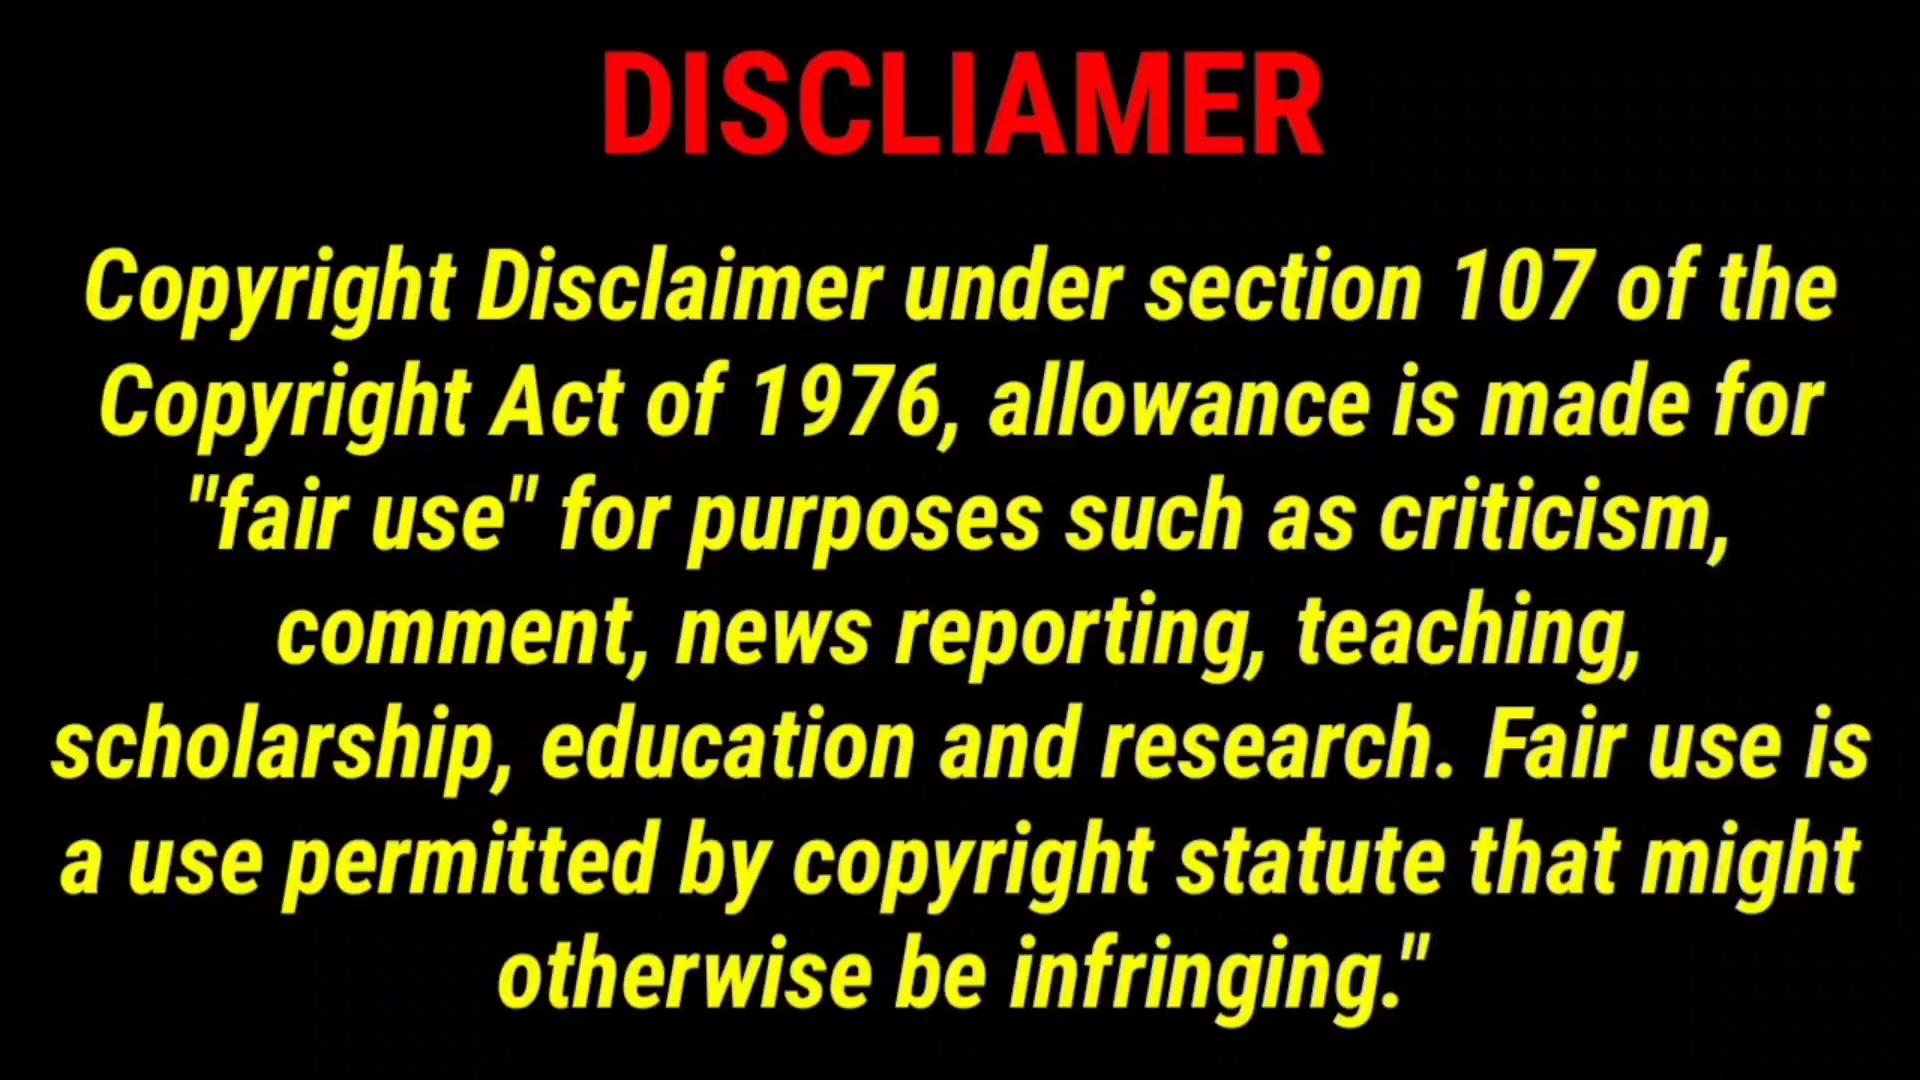 DISCLIAMER
Copyright Disclaimer under section 107 of the
Copyright Act of 1976, allowance is made for
"fair use" for purposes such as criticism,
comment, news reporting, teaching,
scholarship, education and research. Fair use is
a use permitted by copyright statute that might
otherwise be infringing."